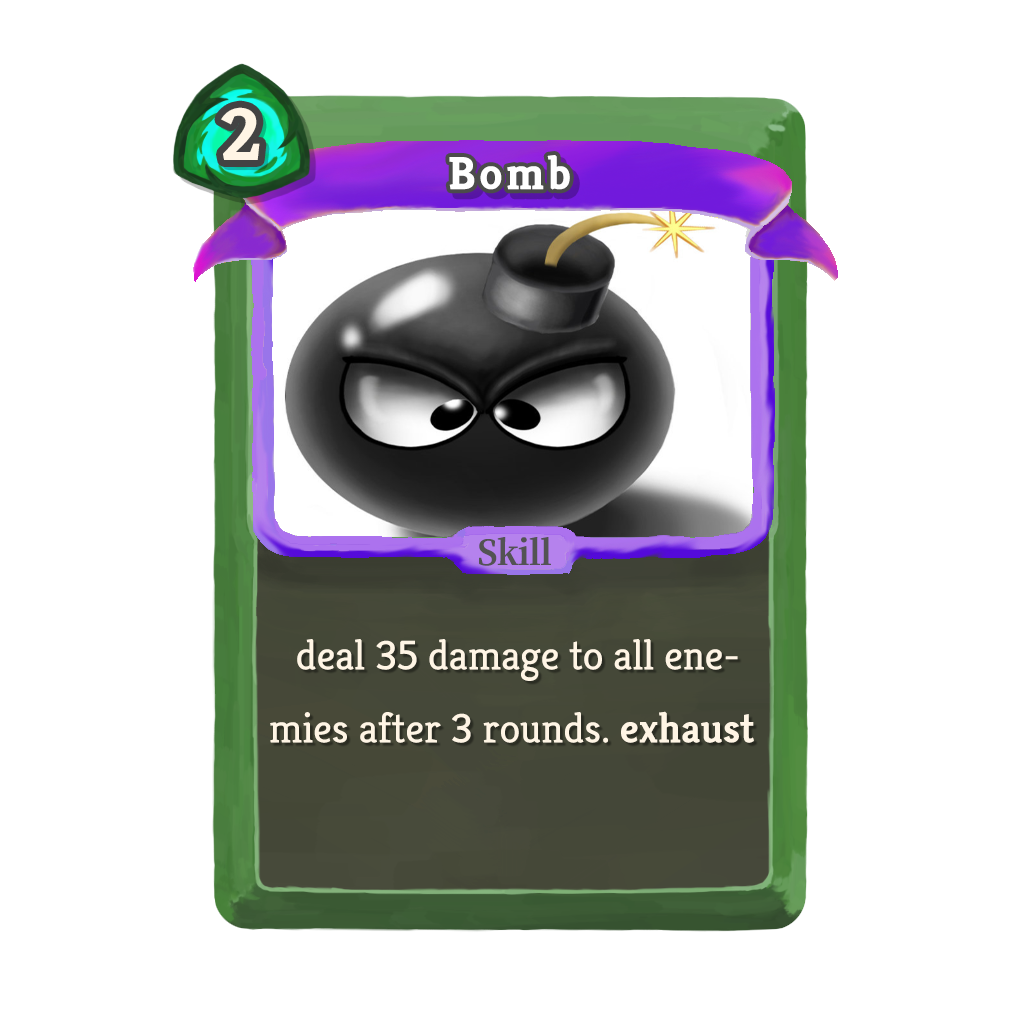 2
Bomb
Skill
deal 35 damage to all ene-
mies after 3 rounds. exhaust